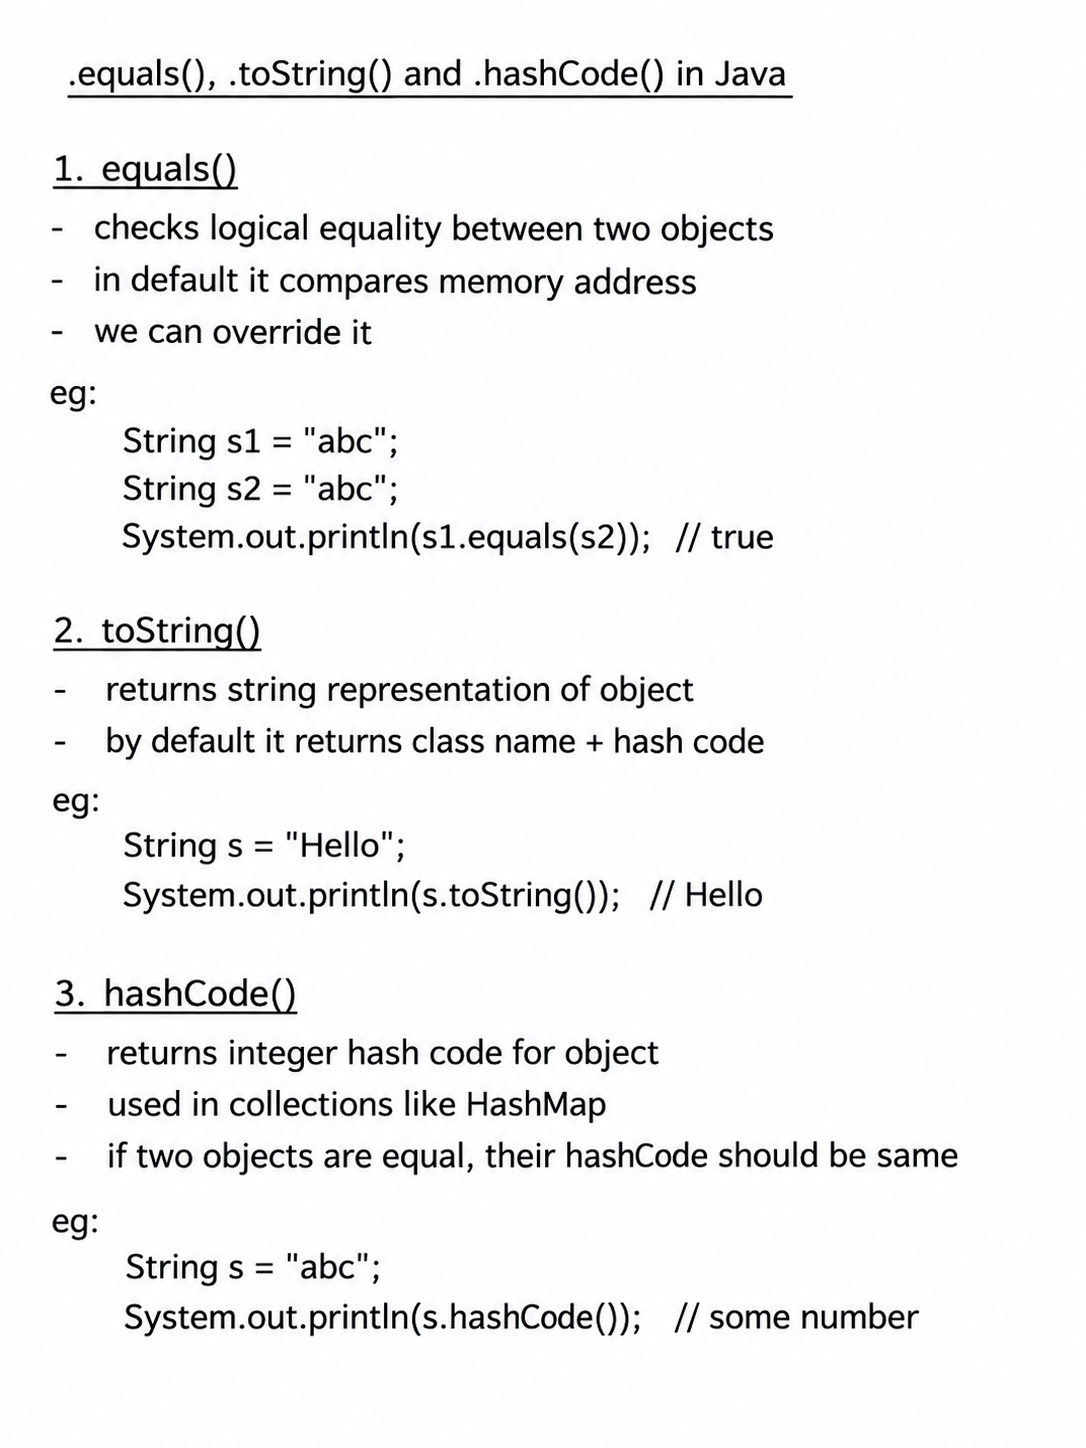 .equals(), .toString() and .hashCode() in Java
1. equals()
- checks logical equality between two objects
- in default it compares memory address
- we can override it
eg:
String s1 = "abc";
String s2 = "abc";
System.out.println(s1.equals(s2)); // true
2. toString()
- returns string representation of object
- by default it returns class name + hash code
eg:
String s = "Hello";
System.out.println(s.toString()); // Hello
3. hashCode()
- returns integer hash code for object
- used in collections like HashMap
- if two objects are equal, their hashCode should be same
eg:
String s = "abc";
System.out.println(s.hashCode()); // some number